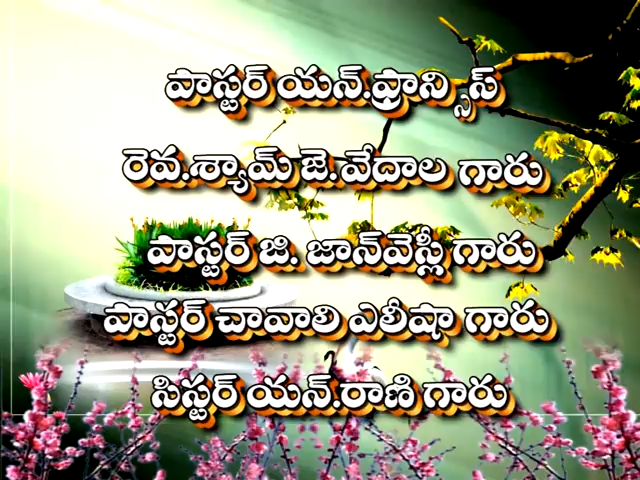 పాస్టర్ యన్.ఫ్రాన్సిస్
రెవ.శ్యామ్ జె.వేదాల గారు
పాస్టర్ జి. జాన్‌వెస్లీ గారు
పాస్టర్ చావాలి ఎలీషా గారు
సిస్టర్ యన్.రాణి గారు